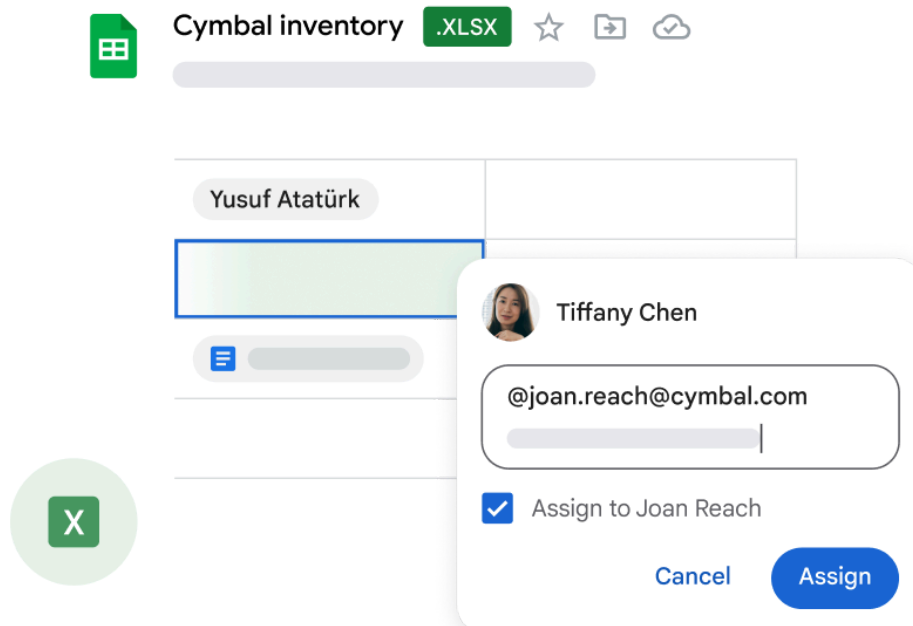 Cymbal inventory .XLSX
Yusuf Atatürk
Tiffany Chen
@joan.reach@cymbal.com
Assign to Joan Reach
X
Cancel Assign